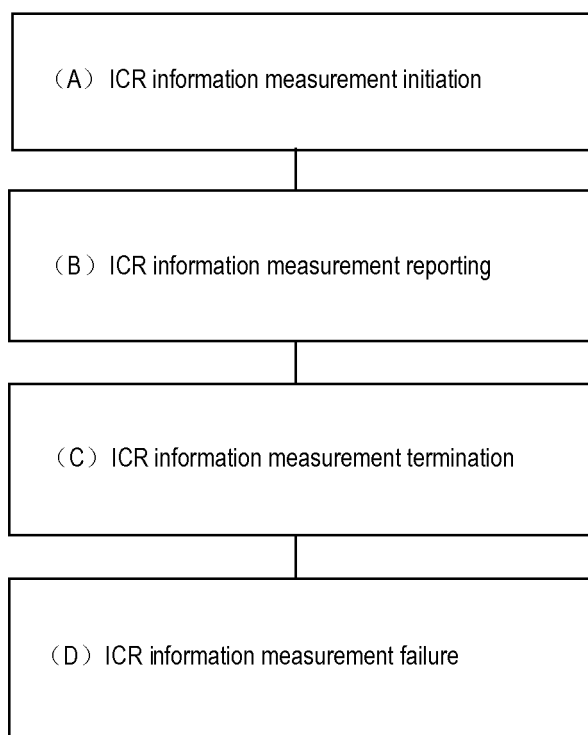 （A）ICR information measurement initiation
（B）ICR information measurement reporting
（C）ICR information measurement termination
（D）ICR information measurement failure